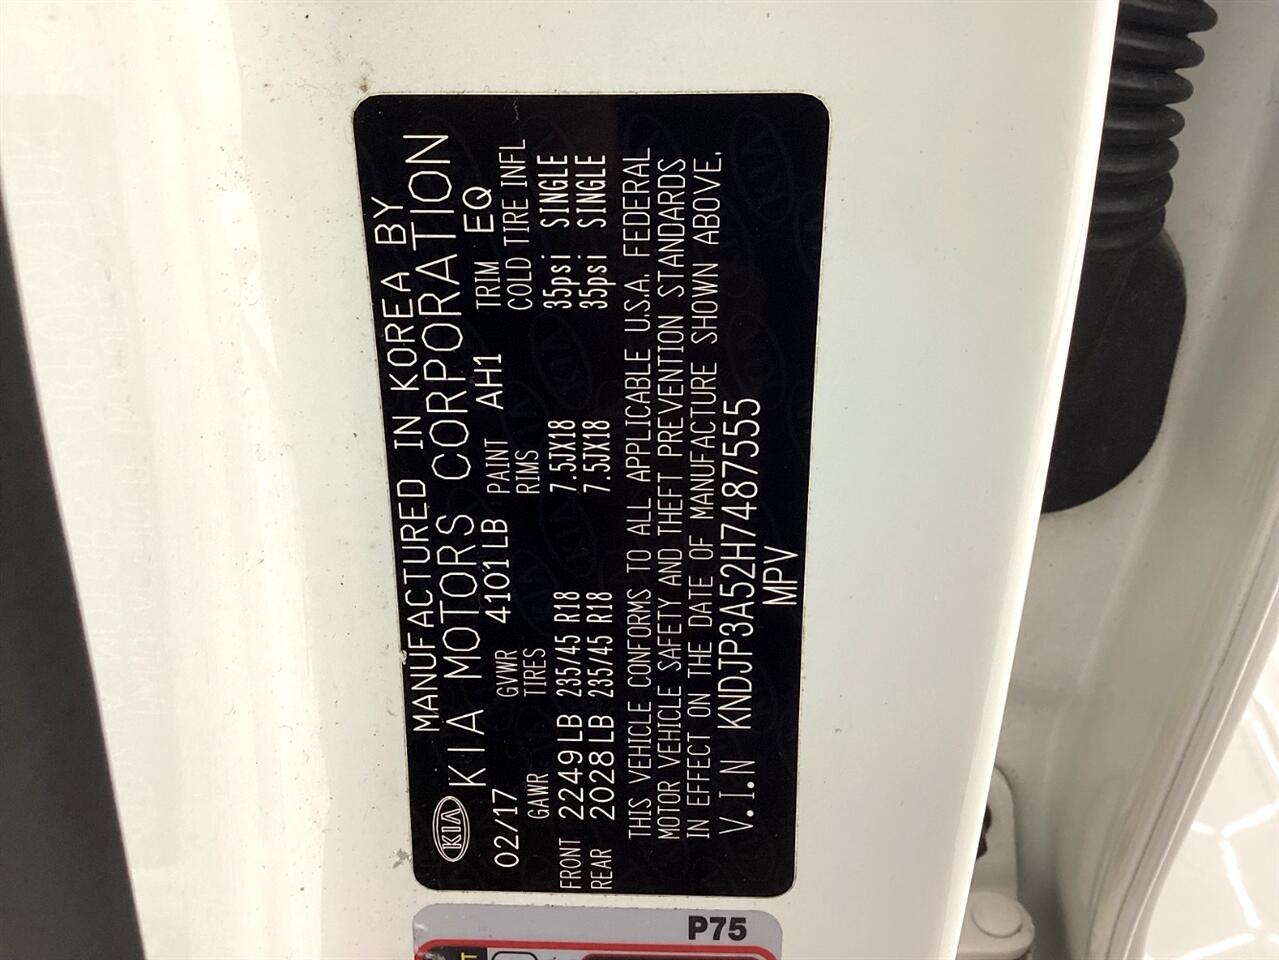 MANUFACTURED IN KOREA BY
KIA KIA MOTORS CORPORATION
02/17 GVWR 4101LB PAINT AH1 TRIM EQ
GAWR TIRES RIMS COLD TIRE INFL
FRONT 2249LB 235/45 R18 7.5JX18 35psi SINGLE
REAR 2028LB 235/45 R18 7.5JX18 35psi SINGLE
THIS VEHICLE CONFORMS TO ALL APPLICABLE U.S.A. FEDERAL
MOTOR VEHICLE SAFETY AND THEFT PREVENTION STANDARDS
IN EFFECT ON THE DATE OF MANUFACTURE SHOWN ABOVE.
V.I.N KNDJP3A52H7487555
MPV
P75